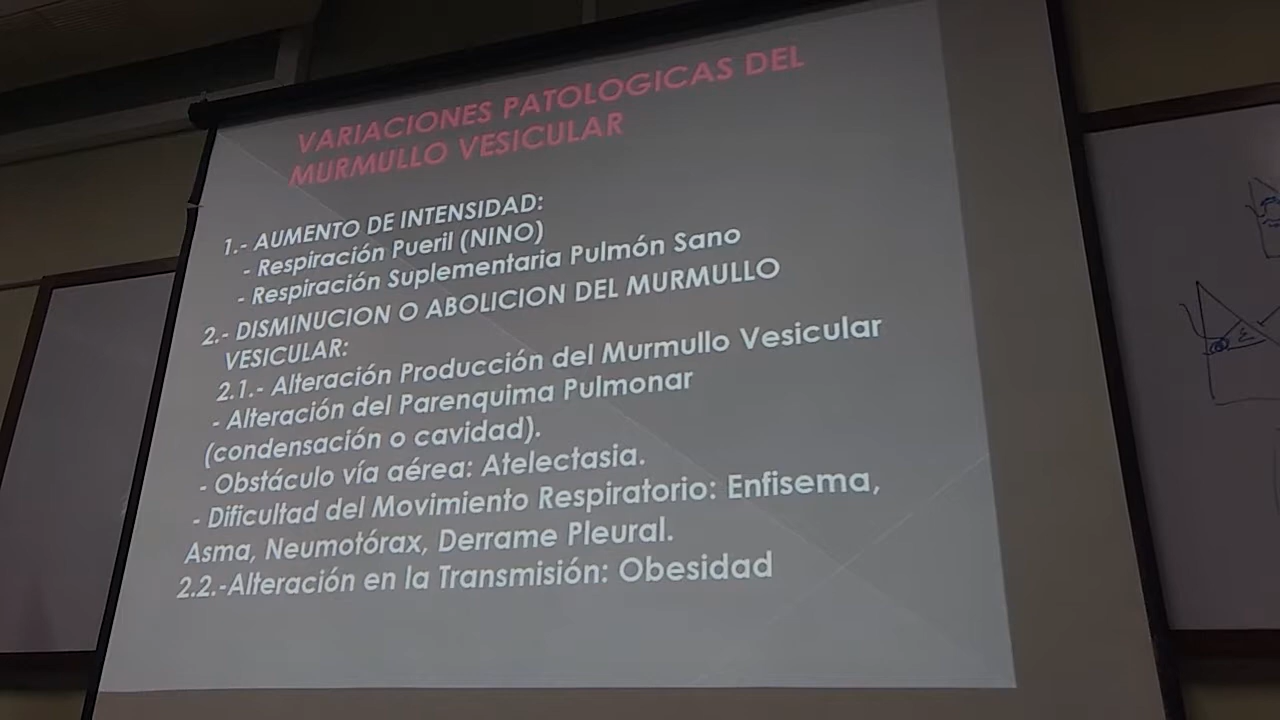 VARIACIONES PATOLOGICAS DEL
MURMULLO VESICULAR
1.- AUMENTO DE INTENSIDAD:
- Respiración Pueril (NINO)
- Respiración Suplementaria Pulmón Sano
2.- DISMINUCION O ABOLICION DEL MURMULLO
VESICULAR:
2.1.- Alteración Producción del Murmullo Vesicular
- Alteración del Parenquima Pulmonar
(condensación o cavidad).
- Obstáculo vía aérea: Atelectasia.
- Dificultad del Movimiento Respiratorio: Enfisema,
Asma, Neumotórax, Derrame Pleural.
2.2.-Alteración en la Transmisión: Obesidad